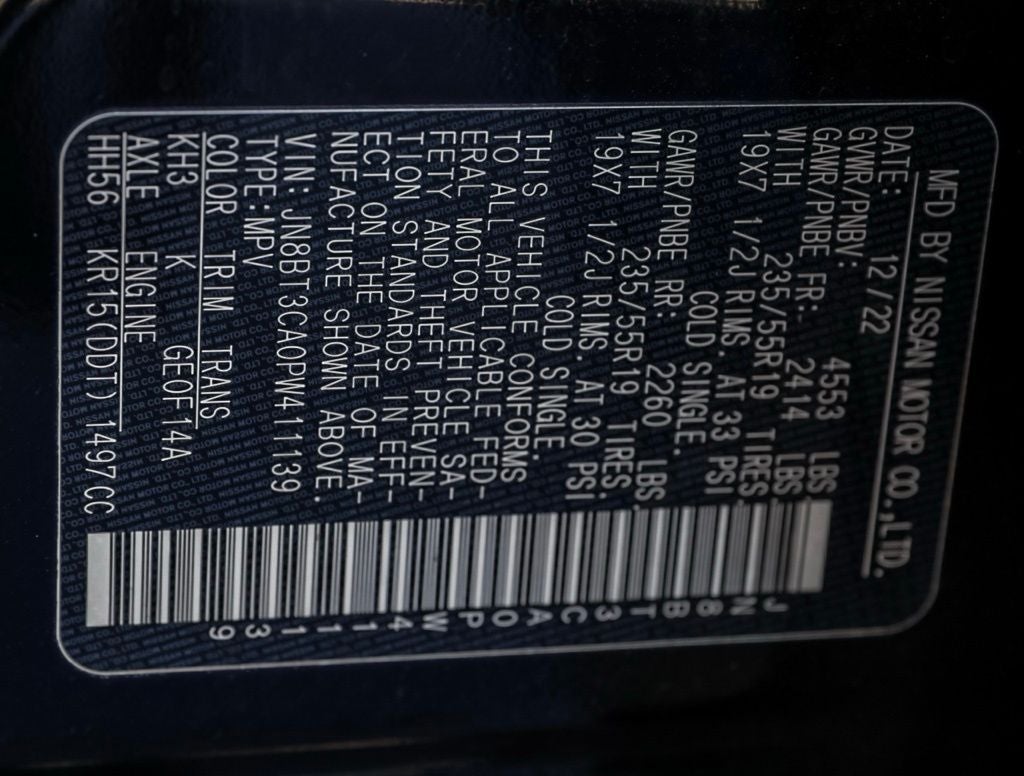 MFD BY NISSAN MOTOR CO.,LTD.
DATE: 12/22
GVWR/PNBV: 4553 LBS
GAWR/PNBE FR: 2414 LBS
WITH 235/55R19 TIRES.
19X7 1/2J RIMS. AT 33 PSI
COLD SINGLE.
GAWR/PNBE RR: 2260 LBS
WITH 235/55R19 TIRES.
19X7 1/2J RIMS. AT 30 PSI
COLD SINGLE.
THIS VEHICLE CONFORMS
TO ALL APPLICABLE FED-
ERAL MOTOR VEHICLE SA-
FETY AND THEFT PREVEN-
TION STANDARDS IN EFF-
ECT ON THE DATE OF MA-
NUFACTURE SHOWN ABOVE.
VIN: JN8BT3CA0PW411139
TYPE:MPV
COLOR TRIM TRANS
KH3 K GE0F14A
AXLE ENGINE
HH56 KR15(DDT)1497CC
JN8BT3CA0PW411139